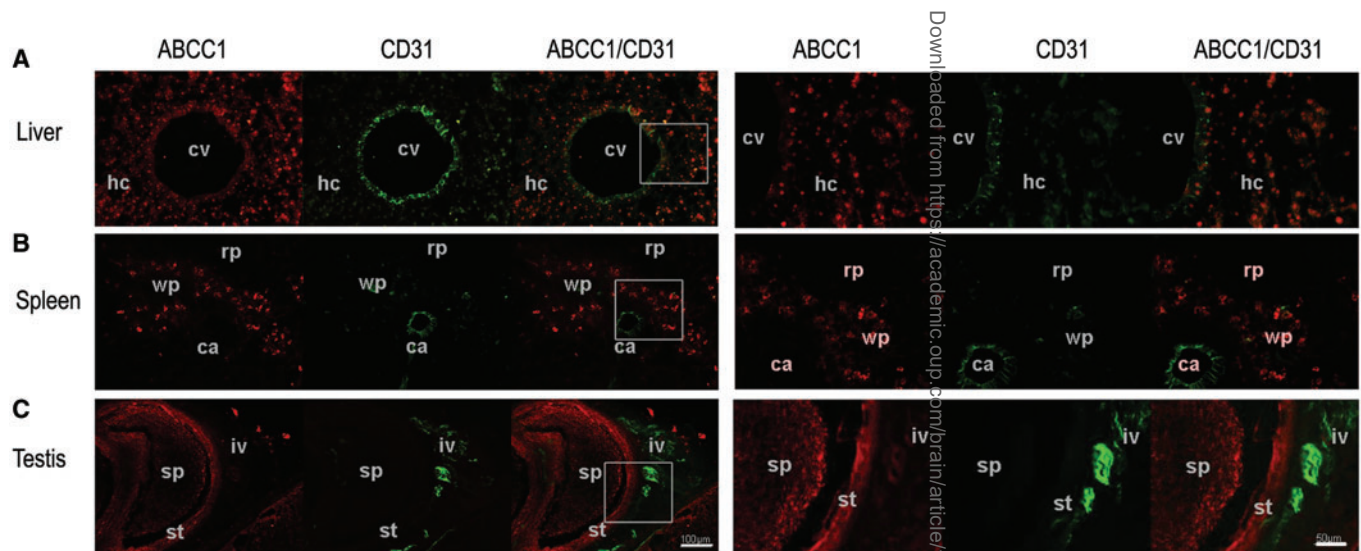 ABCC1 CD31 ABCC1/CD31 ABCC1 CD31 ABCC1/CD31
A
Liver
cv cv cv cv cv cv
hc hc hc hc hc
B
Spleen
rp rp rp rp rp rp
wp wp wp wp wp wp
ca ca ca ca ca ca
C
Testis
iv iv iv iv iv iv
sp sp sp sp sp sp
st st st st st st
100µm 50µm
Downloaded from https://academic.oup.com/brain/article/